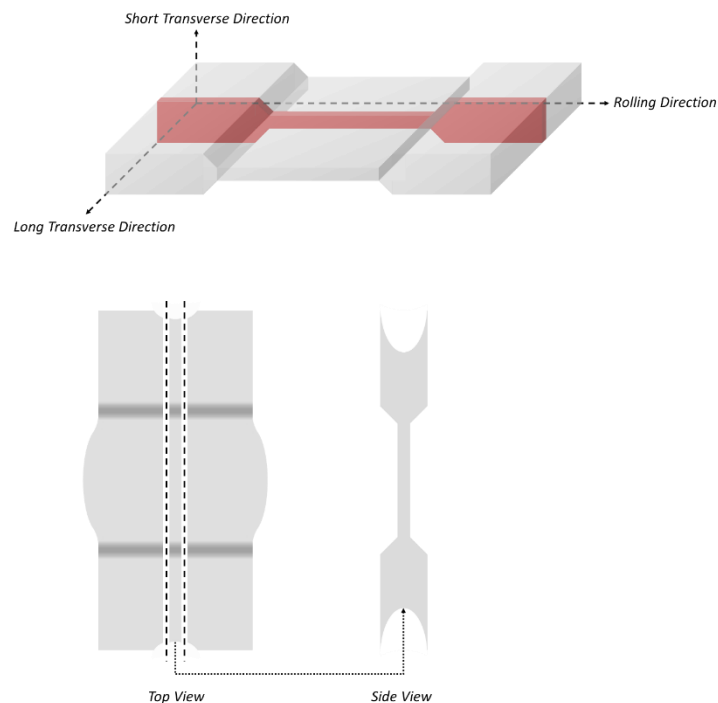 Short Transverse Direction
Rolling Direction
Long Transverse Direction
Top View
Side View